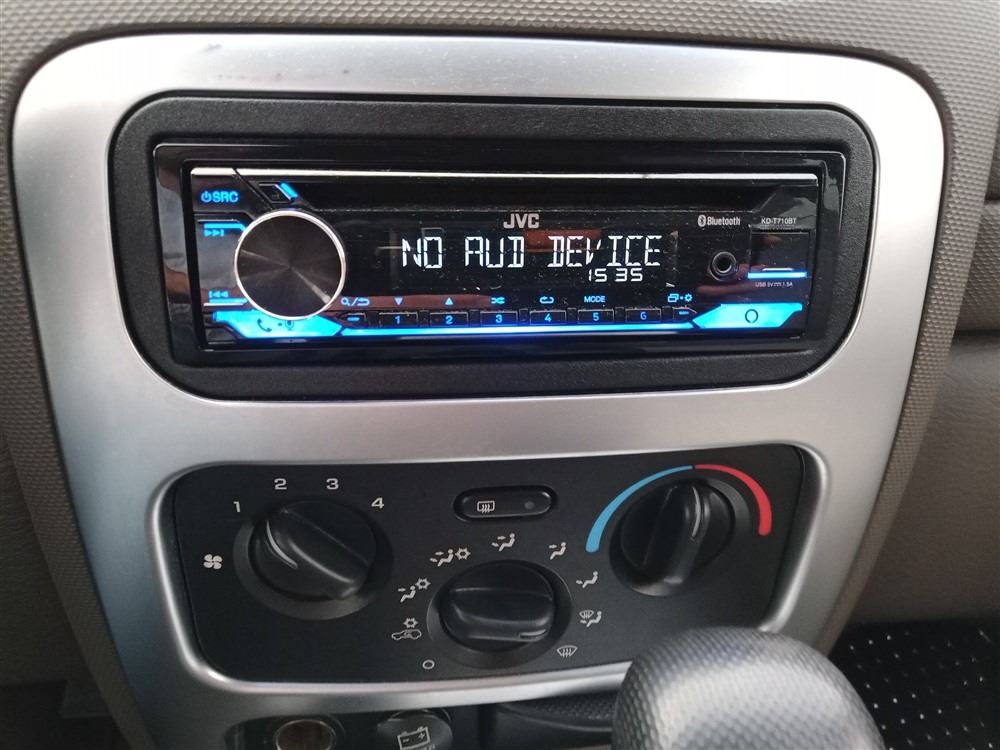 SRC
JVC
Bluetooth
KD-T710BT
NO AUD DEVICE
15 35
USB 5V 1.5A
MODE
1 2 3 4 5 6
1 2 3 4